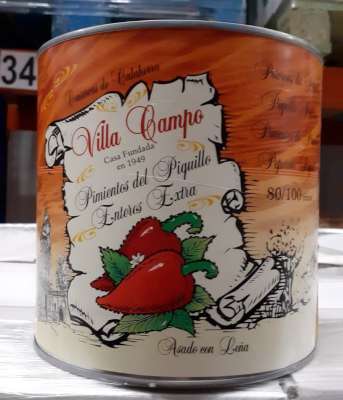 34
Conservas de Calahorra
Villa Campo
Casa Fundada
en 1949
Pimientos del Piquillo
Enteros Extra
80/100
Asado con Leña